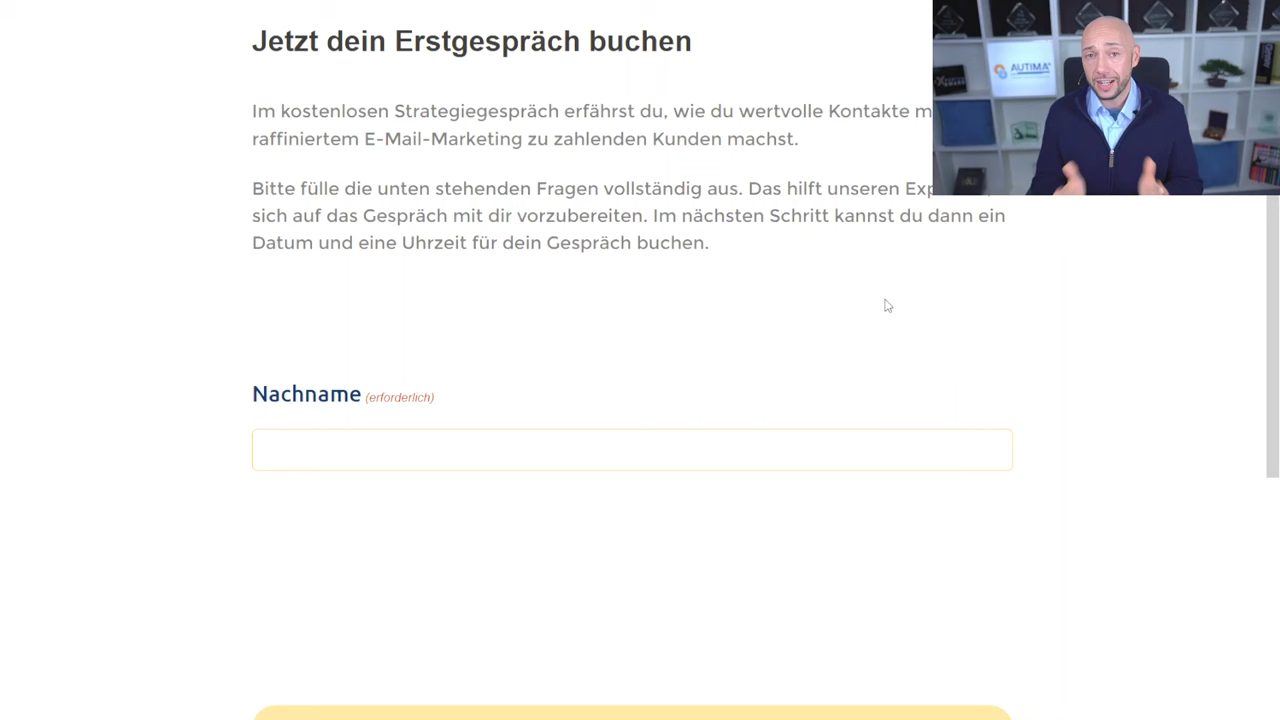 Jetzt dein Erstgespräch buchen
Im kostenlosen Strategiegespräch erfährst du, wie du wertvolle Kontakte
raffiniertem E-Mail-Marketing zu zahlenden Kunden machst.
Bitte fülle die unten stehenden Fragen vollständig aus. Das hilft unseren
sich auf das Gespräch mit dir vorzubereiten. Im nächsten Schritt kannst du dann ein
Datum und eine Uhrzeit für dein Gespräch buchen.
Nachname (erforderlich)
AUTIMA